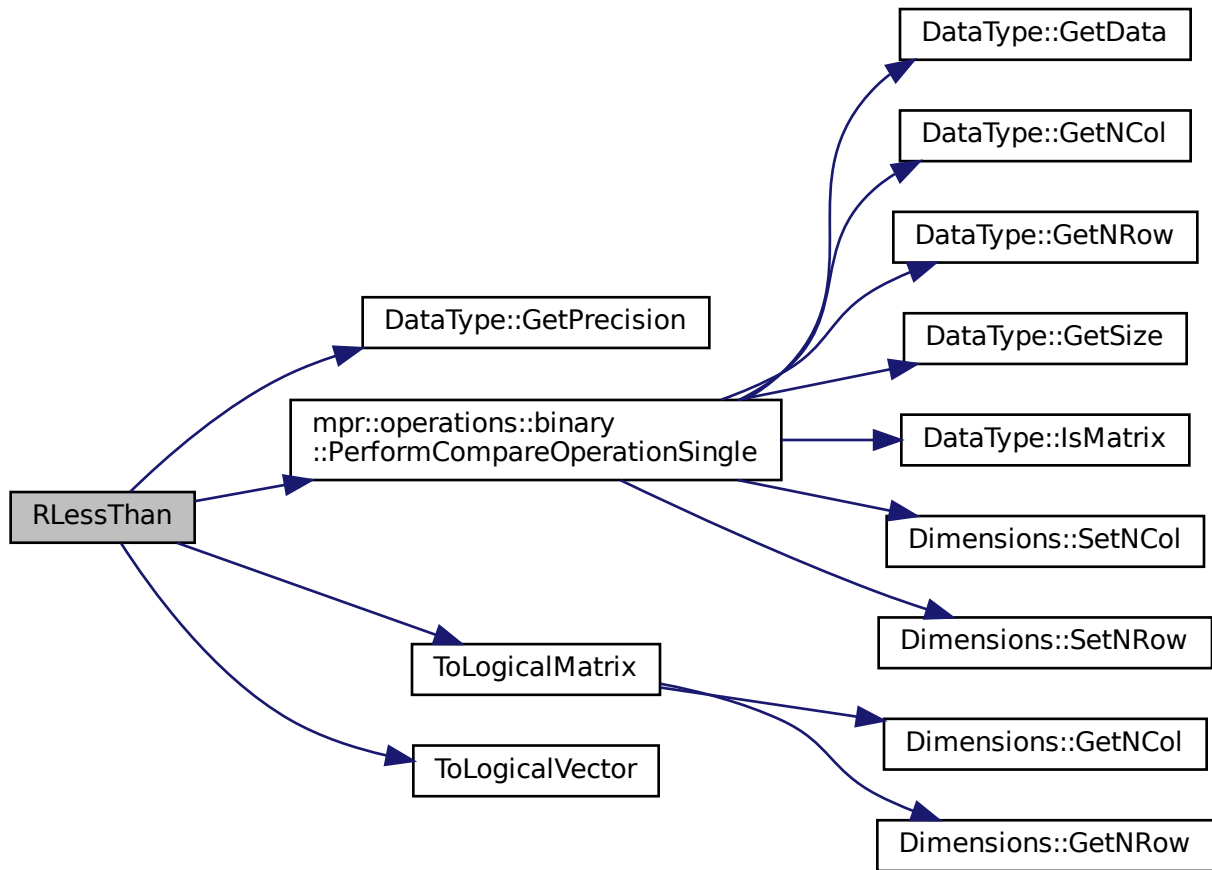 RLessThan
DataType::GetPrecision
mpr::operations::binary
::PerformCompareOperationSingle
ToLogicalMatrix
ToLogicalVector
DataType::GetData
DataType::GetNCol
DataType::GetNRow
DataType::GetSize
DataType::IsMatrix
Dimensions::SetNCol
Dimensions::SetNRow
Dimensions::GetNCol
Dimensions::GetNRow